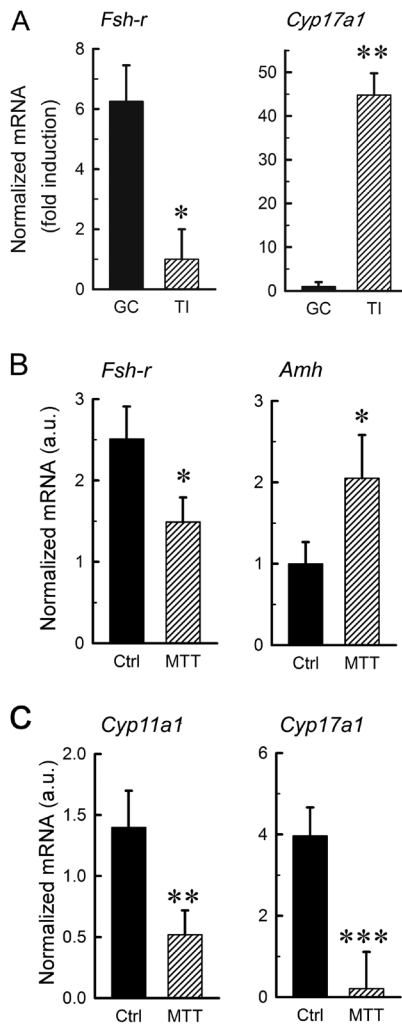 A
Fsh-r
Cyp17a1
Normalized mRNA
(fold induction)
8
6
4
2
0
*
GC
TI
50
40
30
20
10
0
**
GC
TI
B
Fsh-r
Amh
Normalized mRNA (a.u.)
3
2
1
0
*
Ctrl
MTT
3
2
1
0
*
Ctrl
MTT
C
Cyp11a1
Cyp17a1
Normalized mRNA (a.u.)
2.0
1.5
1.0
0.5
0.0
**
Ctrl
MTT
6
4
2
0
***
Ctrl
MTT